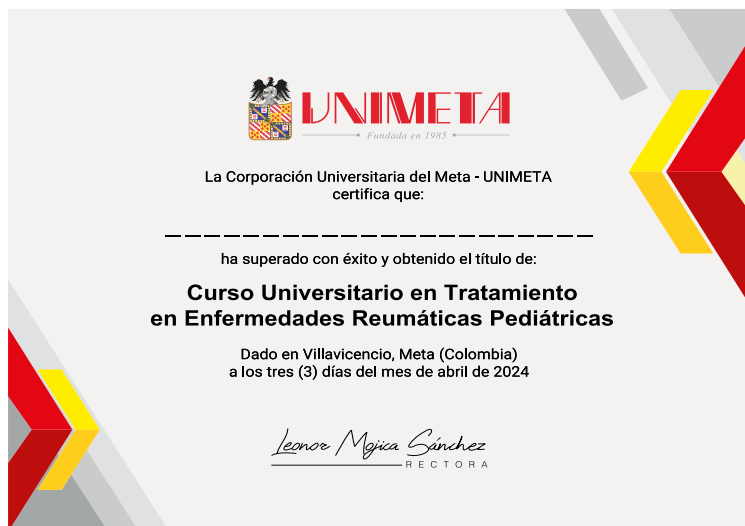 UNIMETA
Fundada en 1985
La Corporación Universitaria del Meta - UNIMETA
certifica que:
ha superado con éxito y obtenido el título de:
Curso Universitario en Tratamiento
en Enfermedades Reumáticas Pediátricas
Dado en Villavicencio, Meta (Colombia)
a los tres (3) días del mes de abril de 2024
Leonor Mojica Sánchez
RECTORA